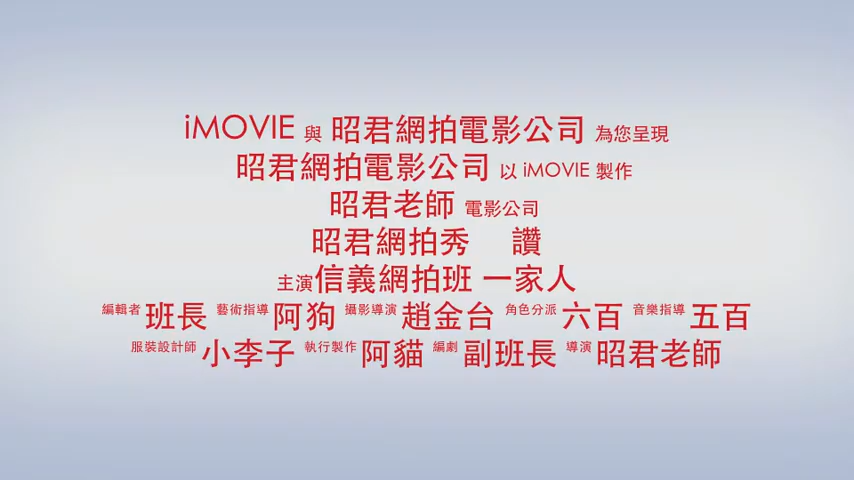 iMOVIE 與 昭君網拍電影公司 為您呈現
昭君網拍電影公司 以 iMOVIE 製作
昭君老師 電影公司
昭君網拍秀 讚
主演 信義網拍班 一家人
編輯者 班長 藝術指導 阿狗 攝影導演 趙金台 角色分派 六百 音樂指導 五百
服裝設計師 小李子 執行製作 阿貓 編劇 副班長 導演 昭君老師